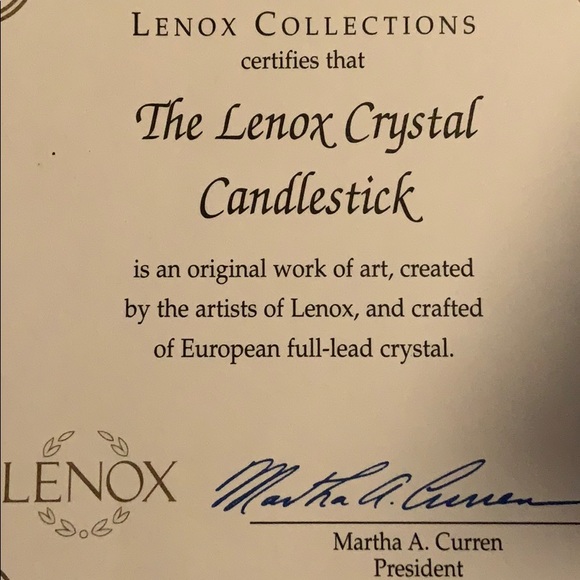 LENOX COLLECTIONS
certifies that
The Lenox Crystal
Candlestick
is an original work of art, created
by the artists of Lenox, and crafted
of European full-lead crystal.
LENOX
Martha A. Curren
Martha A. Curren
President